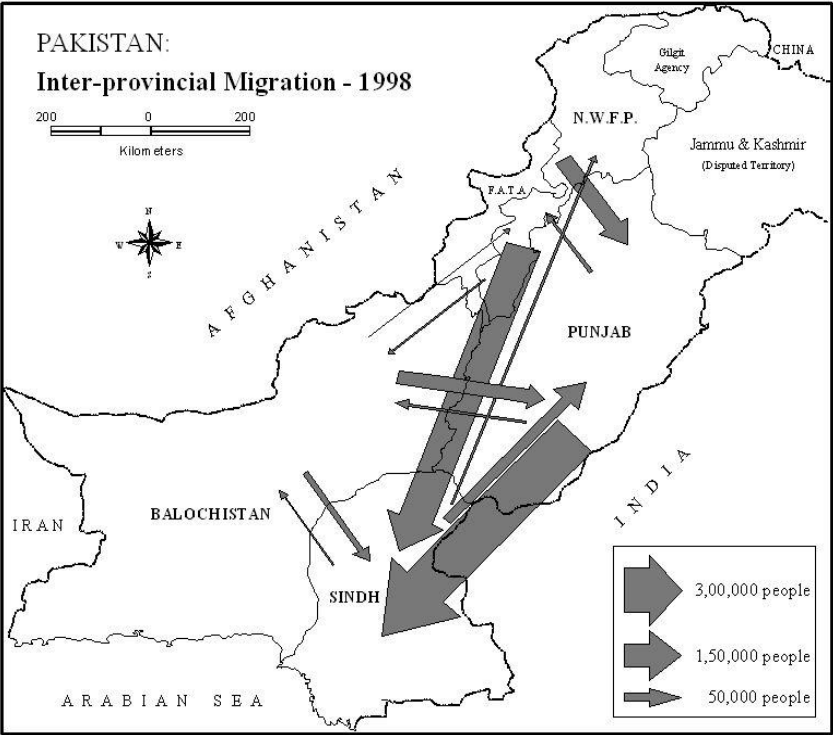 PAKISTAN:
Inter-provincial Migration - 1998
200 0 200
Kilometers
N
W E
S
CHINA
Gilgit
Agency
N.W.F.P.
Jammu & Kashmir
(Disputed Territory)
F.A.T.A
AFGHANISTAN
PUNJAB
INDIA
BALOCHISTAN
IRAN
SINDH
ARABIAN SEA
3,00,000 people
1,50,000 people
50,000 people